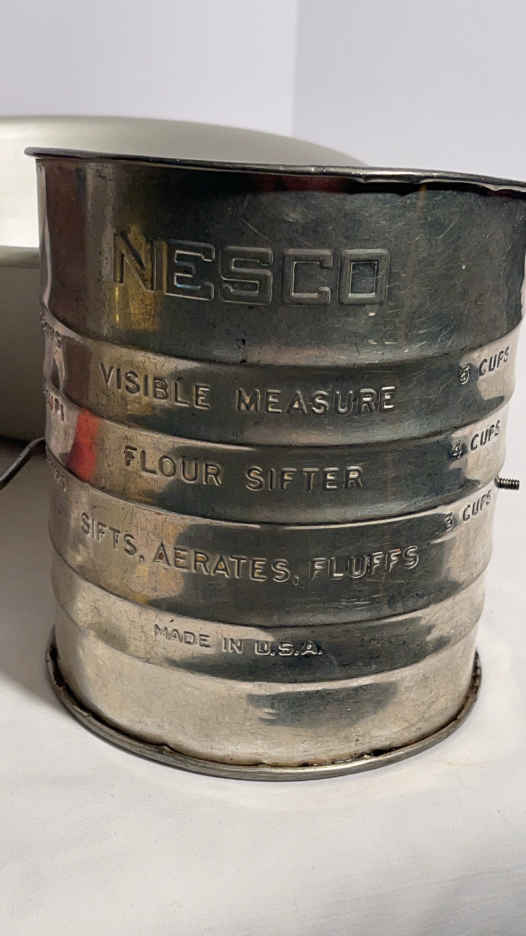 NESCO
VISIBLE MEASURE
5 CUPS
FLOUR SIFTER
4 CUPS
SIFTS, AERATES, FLUFFS
3 CUPS
MADE IN U.S.A.